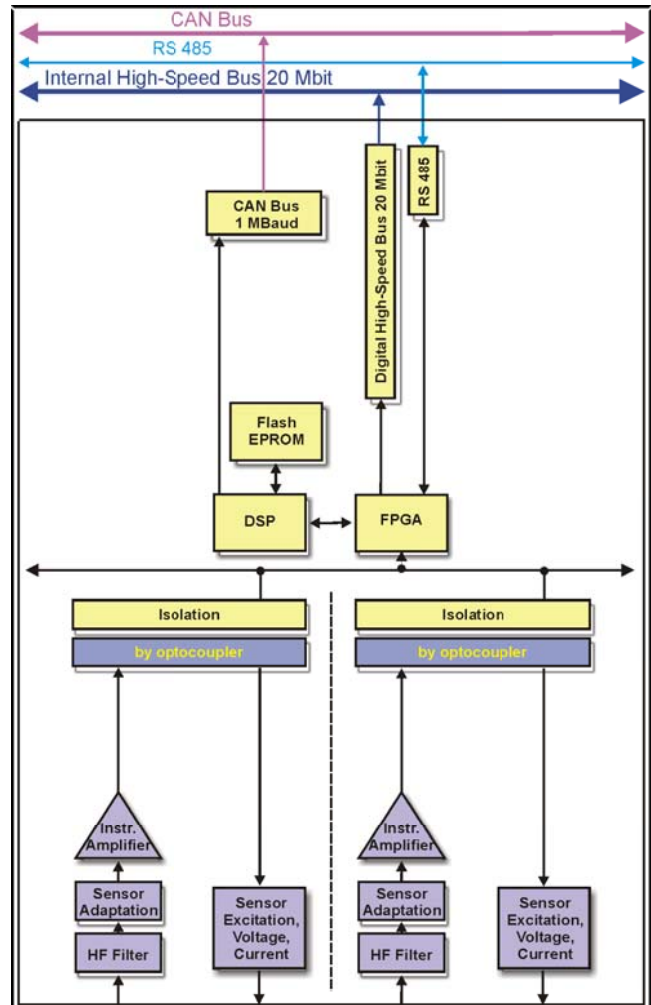 CAN Bus
RS 485
Internal High-Speed Bus 20 Mbit
CAN Bus
1 MBaud
Digital High-Speed Bus 20 Mbit
RS 485
Flash
EPROM
DSP
FPGA
Isolation
by optocoupler
Isolation
by optocoupler
Instr.
Amplifier
Sensor
Adaptation
HF Filter
Sensor
Excitation,
Voltage,
Current
Instr.
Amplifier
Sensor
Adaptation
HF Filter
Sensor
Excitation,
Voltage,
Current